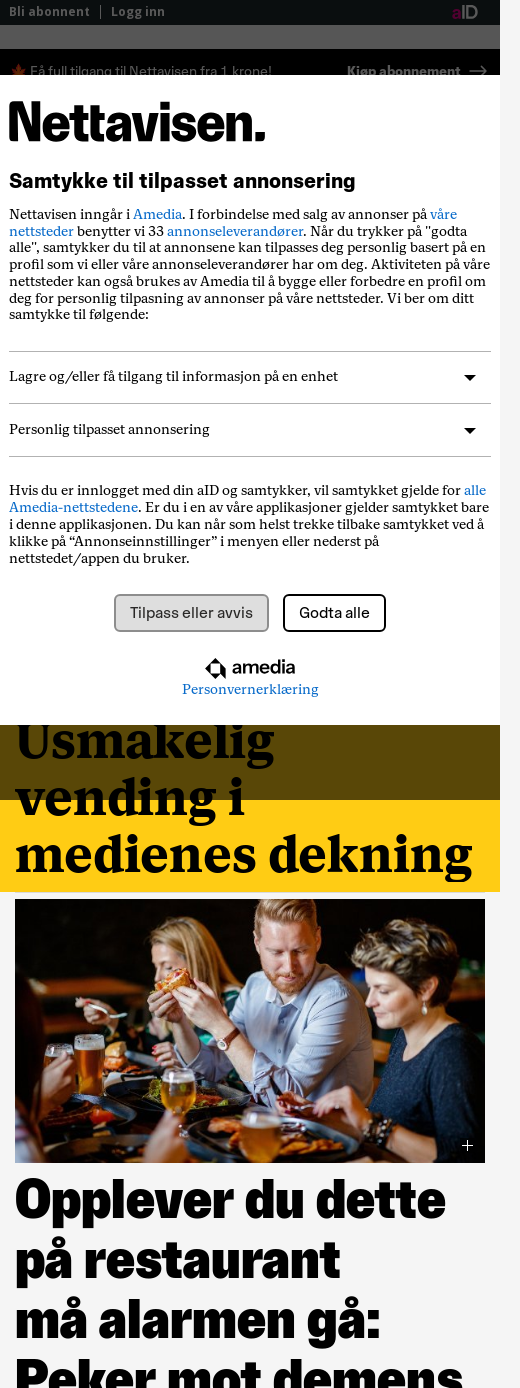 Bli abonnent
Logg inn
aID
Få full tilgang til Nettavisen fra 1 krone!
Kjøp abonnement
Nettavisen.
Samtykke til tilpasset annonsering
Nettavisen inngår i Amedia. I forbindelse med salg av annonser på våre
nettsteder benytter vi 33 annonseleverandører. Når du trykker på "godta
alle", samtykker du til at annonsene kan tilpasses deg personlig basert på en
profil som vi eller våre annonseleverandører har om deg. Aktiviteten på våre
nettsteder kan også brukes av Amedia til å bygge eller forbedre en profil om
deg for personlig tilpasning av annonser på våre nettsteder. Vi ber om ditt
samtykke til følgende:
Lagre og/eller få tilgang til informasjon på en enhet
Personlig tilpasset annonsering
Hvis du er innlogget med din aID og samtykker, vil samtykket gjelde for alle
Amedia-nettstedene. Er du i en av våre applikasjoner gjelder samtykket bare
i denne applikasjonen. Du kan når som helst trekke tilbake samtykket ved å
klikke på “Annonseinnstillinger” i menyen eller nederst på
nettstedet/appen du bruker.
Tilpass eller avvis
Godta alle
amedia
Personvernerklæring
Usmakelig
vending i
medienes dekning
Opplever du dette
på restaurant
må alarmen gå:
Peker mot demens